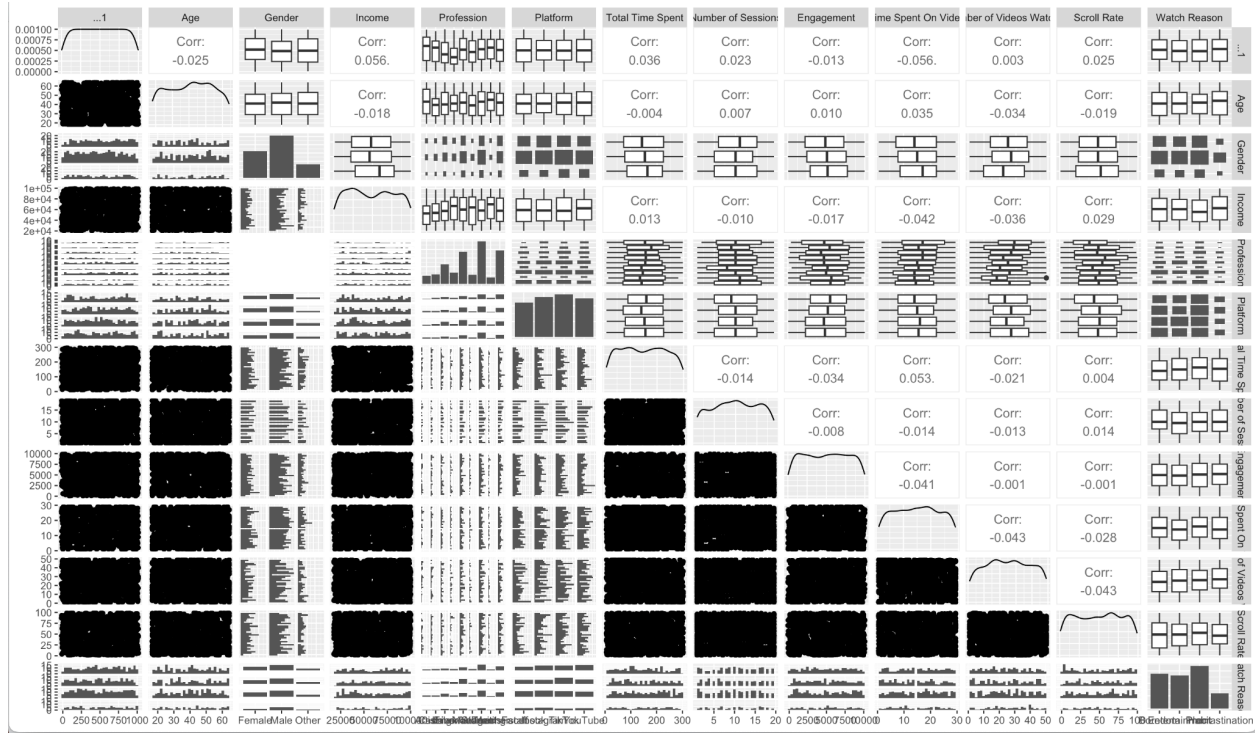 ...1 Age Gender Income Profession Platform Total Time Spent Number of Sessions Engagement ime Spent On Vide ber of Videos Watc Scroll Rate Watch Reason
0.00100
0.00075
0.00050
0.00025
0.00000
Corr: Corr: Corr: Corr: Corr: Corr: Corr: Corr:
-0.025 0.056. 0.036 0.023 -0.013 -0.056. 0.003 0.025
...1
60
50
40
30
20
Corr: Corr: Corr: Corr: Corr: Corr: Corr:
-0.018 -0.004 0.007 0.010 0.035 -0.034 -0.019
Age
Gender
1e+05
8e+04
6e+04
4e+04
2e+04
Corr: Corr: Corr: Corr: Corr: Corr:
0.013 -0.010 -0.017 -0.042 -0.036 0.029
Income
Profession
Platform
300
200
100
0
Corr: Corr: Corr: Corr: Corr:
-0.014 -0.034 0.053. -0.021 0.004
al Time Sp
15
10
5
Corr: Corr: Corr: Corr:
-0.008 -0.014 -0.013 0.014
ber of Sess
10000
7500
5000
2500
0
Corr: Corr: Corr:
-0.041 -0.001 -0.001
ngagemen
30
20
10
0
Corr: Corr:
-0.043 -0.028
Spent On
50
40
30
20
10
0
Corr:
-0.043
of Videos
100
75
50
25
0
Scroll Rate
atch Reas
0 250 500 750 1000 20 30 40 50 60 Female Male Other 25000 50000 75000 YouTube 0 100 200 300 5 10 15 20 0 2500 5000 7500 10000 0 10 20 30 0 10 20 30 40 50 0 25 50 75